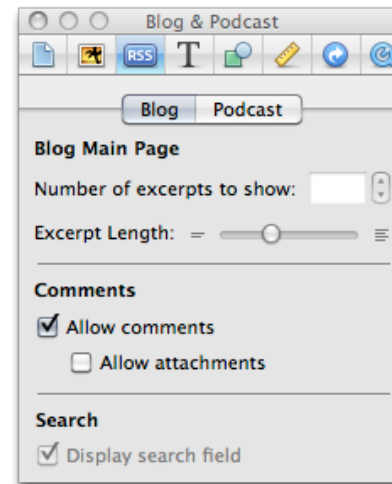 Blog & Podcast
RSS T
Blog Podcast
Blog Main Page
Number of excerpts to show:
Excerpt Length:
Comments
Allow comments
Allow attachments
Search
Display search field